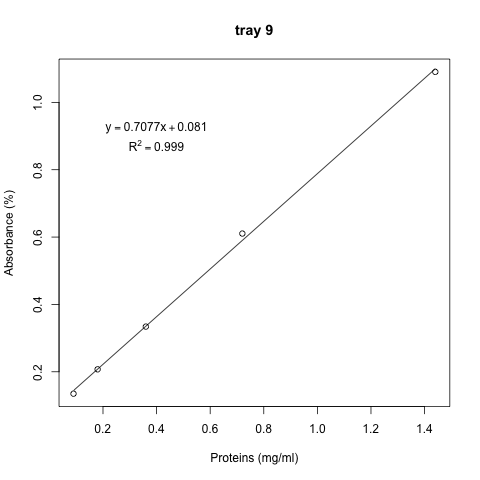 tray 9
y = 0.7077x + 0.081
R² = 0.999
Absorbance (%)
0.2 0.4 0.6 0.8 1.0
0.2 0.4 0.6 0.8 1.0 1.2 1.4
Proteins (mg/ml)